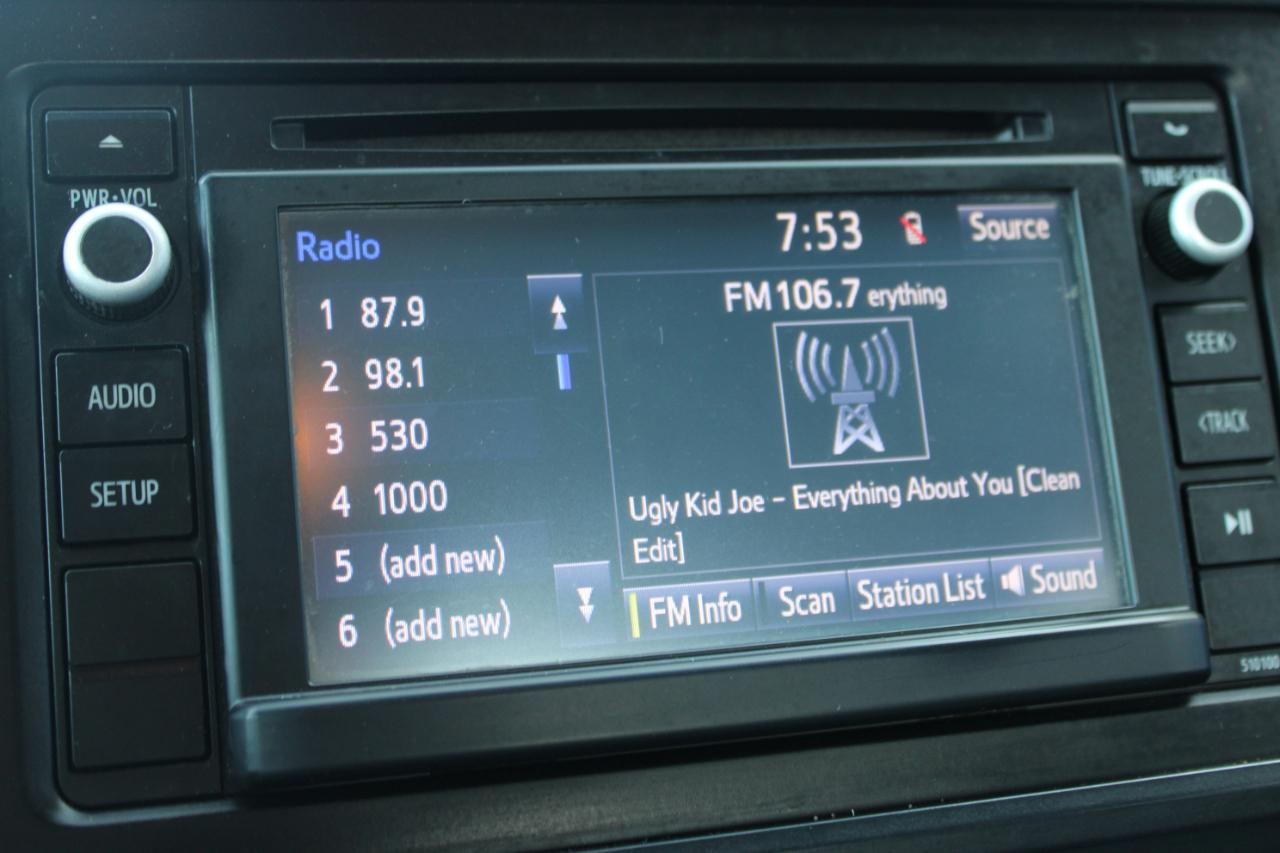 PWR•VOL
AUDIO
SETUP
Radio
7:53
Source
1 87.9
2 98.1
3 530
4 1000
5 (add new)
6 (add new)
FM 106.7 erything
Ugly Kid Joe - Everything About You [Clean
Edit]
FM Info
Scan
Station List
Sound
TUNE•SCROLL
SEEK>
<TRACK